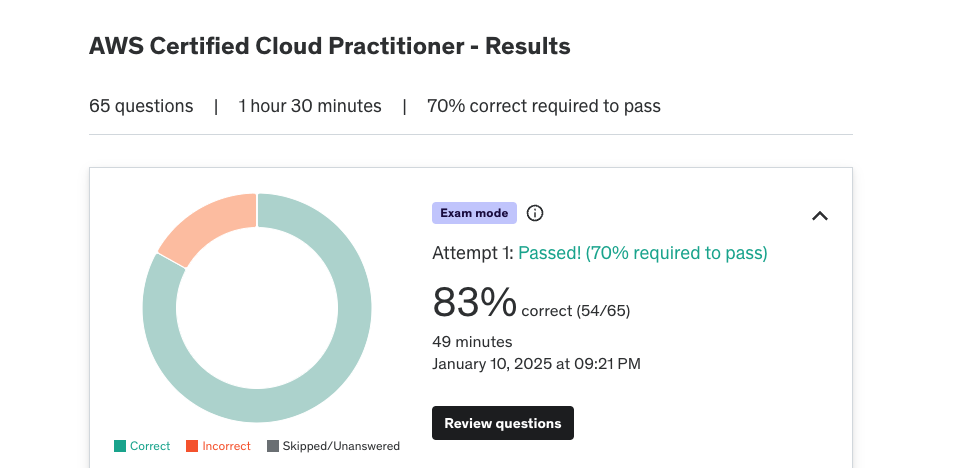 AWS Certified Cloud Practitioner - Results
65 questions | 1 hour 30 minutes | 70% correct required to pass
Exam mode
Attempt 1: Passed! (70% required to pass)
83% correct (54/65)
49 minutes
January 10, 2025 at 09:21 PM
Review questions
Correct Incorrect Skipped/Unanswered